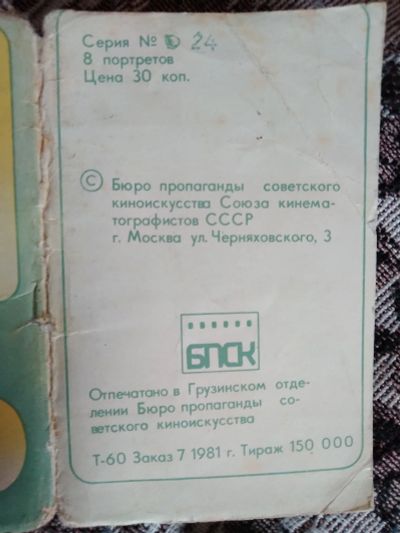 Серия № 24
8 портретов
Цена 30 коп.
© Бюро пропаганды советского
киноискусства Союза кинема-
тографистов СССР
г. Москва ул. Черняховского, 3
БПСК
Отпечатано в Грузинском отде-
лении Бюро пропаганды со-
ветского киноискусства
Т-60 Заказ 7 1981 г. Тираж 150 000